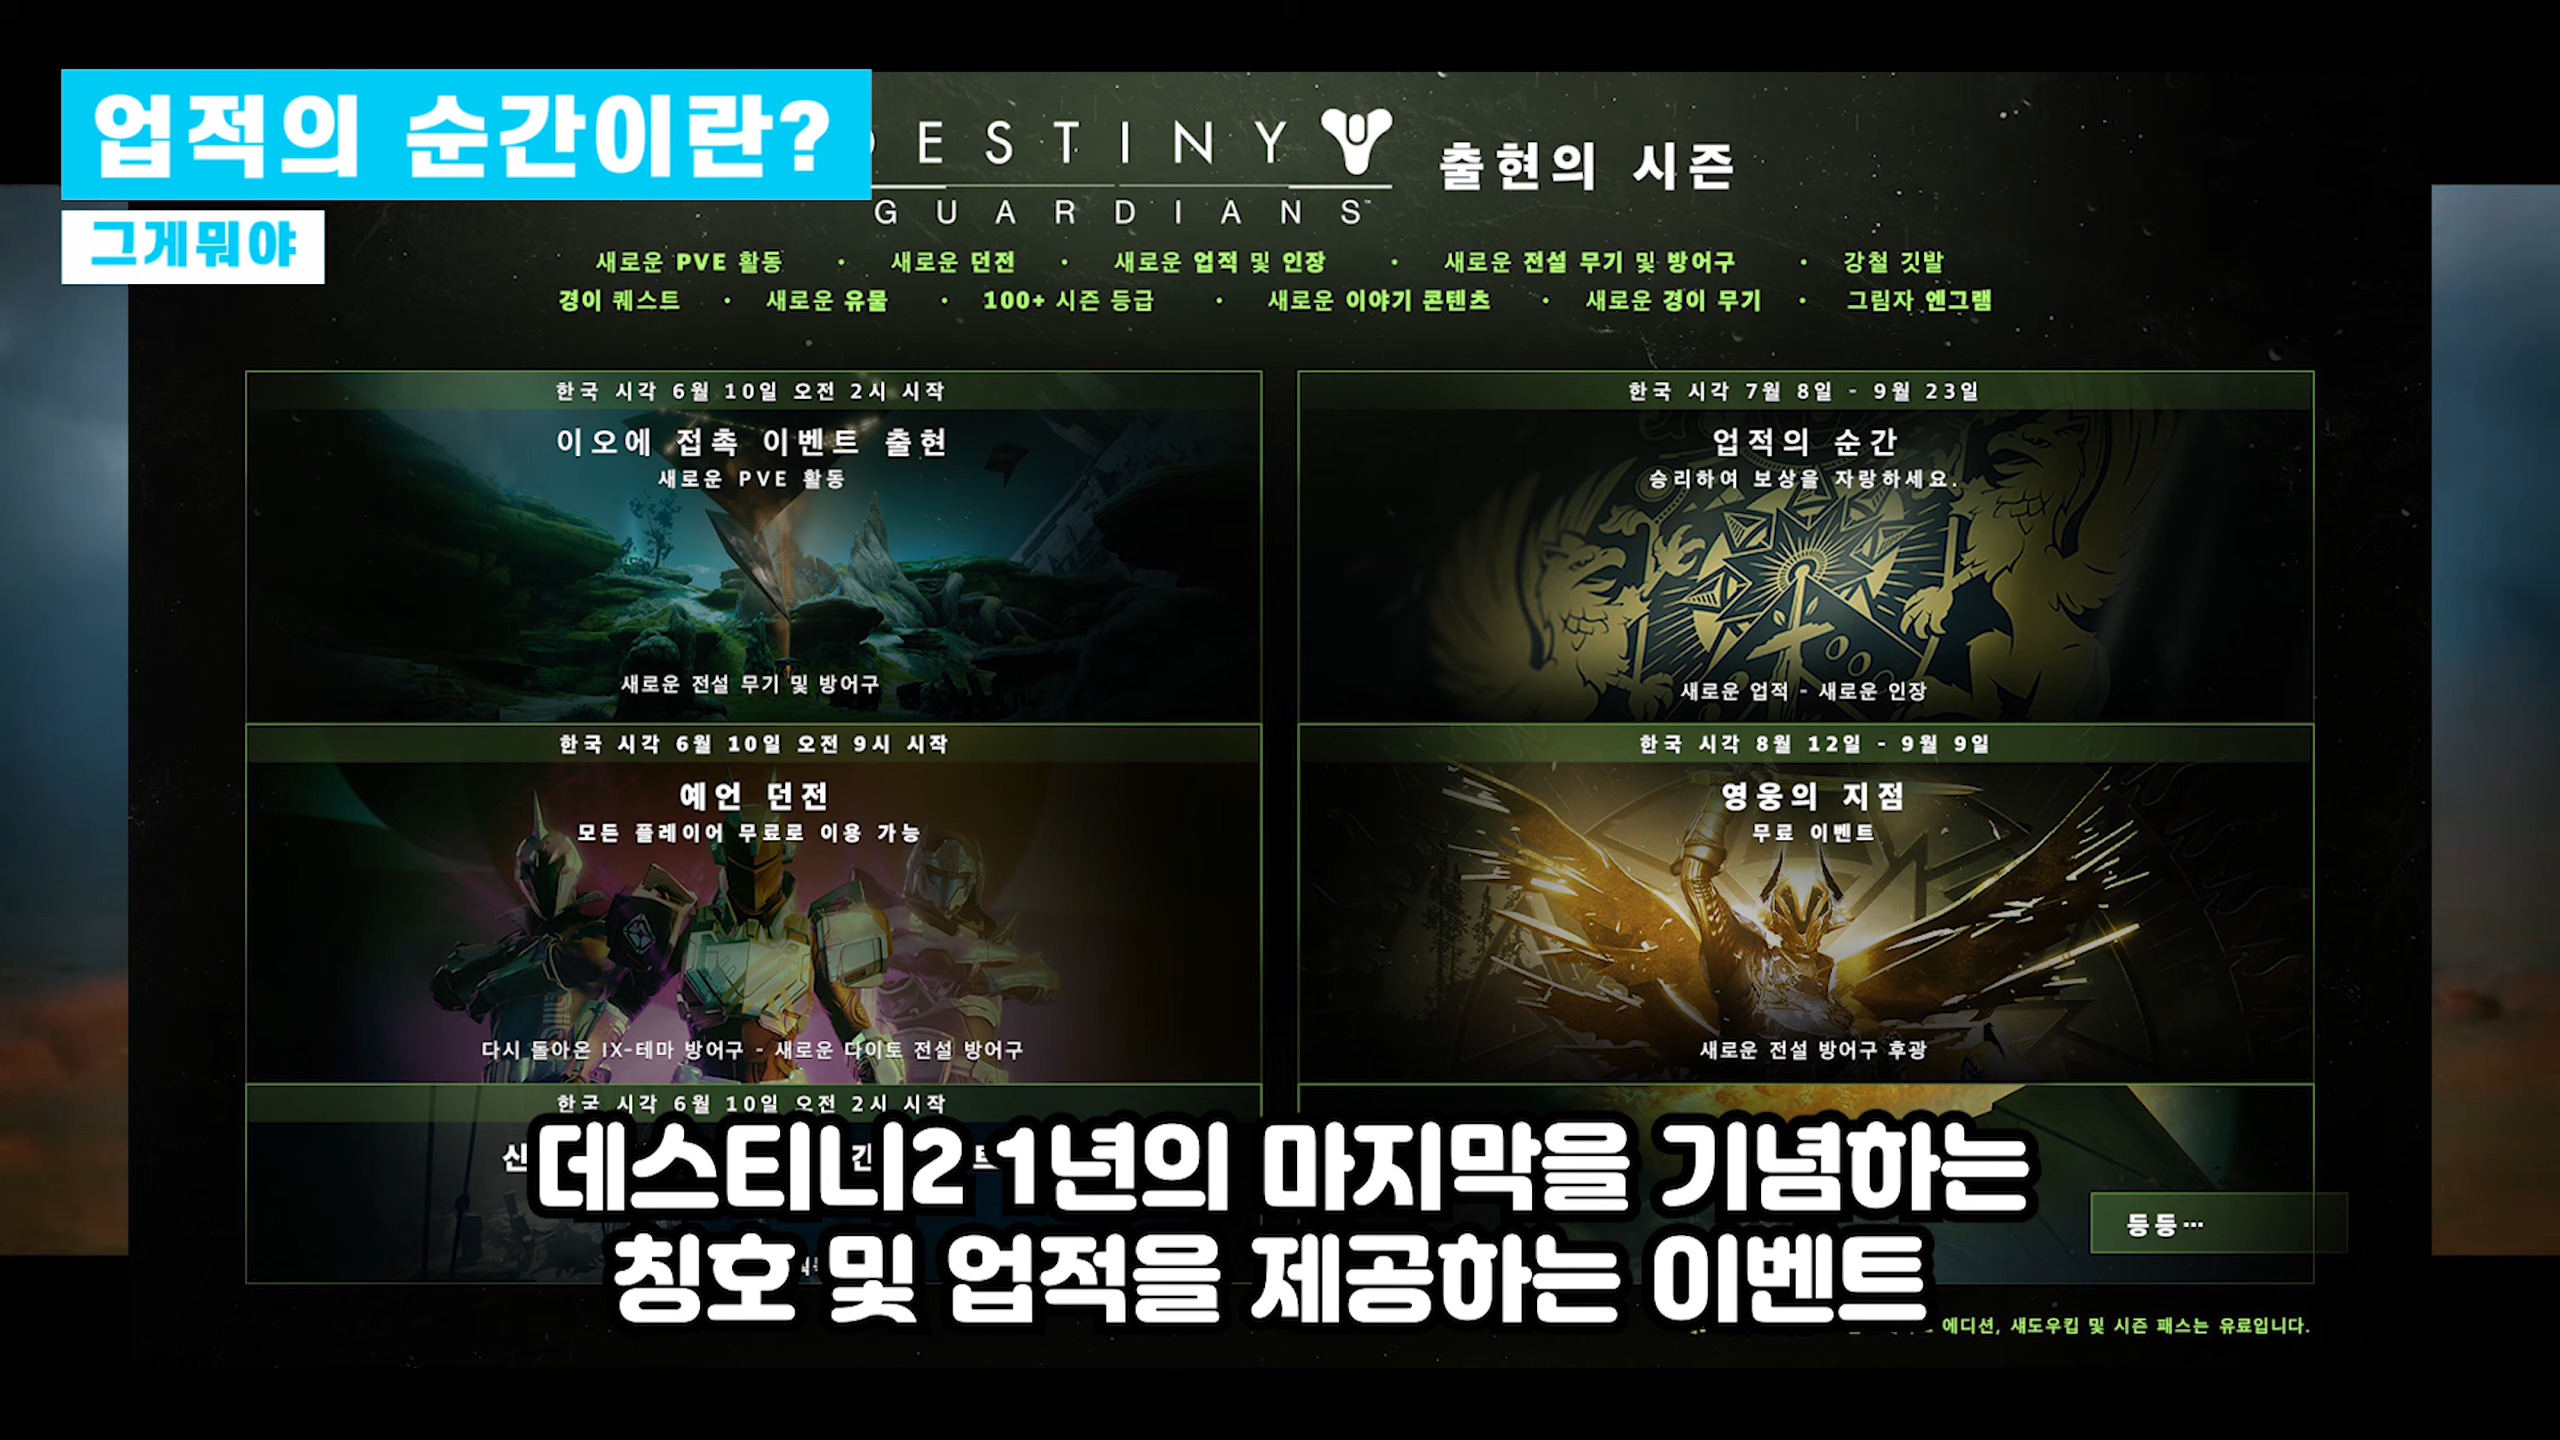 업적의 순간이란?
그게뭐야
DESTINY
GUARDIANS
출현의 시즌
새로운 PVE 활동 · 새로운 던전 · 새로운 업적 및 인장 · 새로운 전설 무기 및 방어구 · 강철 깃발
경이 퀘스트 · 새로운 유물 · 100+ 시즌 등급 · 새로운 이야기 콘텐츠 · 새로운 경이 무기 · 그림자 엔그램
한국 시각 6월 10일 오전 2시 시작
이오에 접촉 이벤트 출현
새로운 PVE 활동
새로운 전설 무기 및 방어구
한국 시각 7월 8일 - 9월 23일
업적의 순간
승리하여 보상을 자랑하세요.
새로운 업적 - 새로운 인장
한국 시각 6월 10일 오전 9시 시작
예언 던전
모든 플레이어 무료로 이용 가능
다시 돌아온 IX-테마 방어구 - 새로운 다이토 전설 방어구
한국 시각 8월 12일 - 9월 9일
영웅의 지점
무료 이벤트
새로운 전설 방어구 후광
한국 시각 6월 10일 오전 2시 시작
등등...
데스티니2 1년의 마지막을 기념하는
칭호 및 업적을 제공하는 이벤트
에디션, 섀도우킵 및 시즌 패스는 유료입니다.